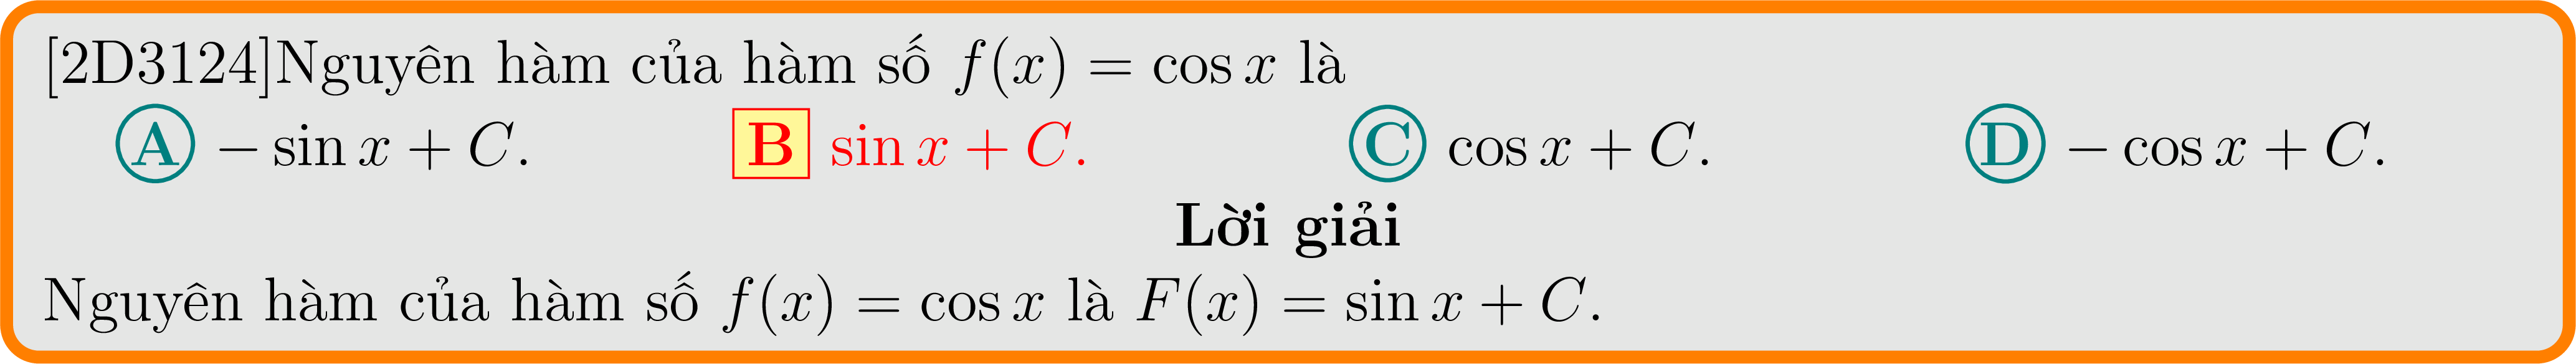 [2D3124]Nguyên hàm của hàm số f(x) = cos x là
A − sin x + C. B sin x + C. C cos x + C. D − cos x + C.
Lời giải
Nguyên hàm của hàm số f(x) = cos x là F(x) = sin x + C.